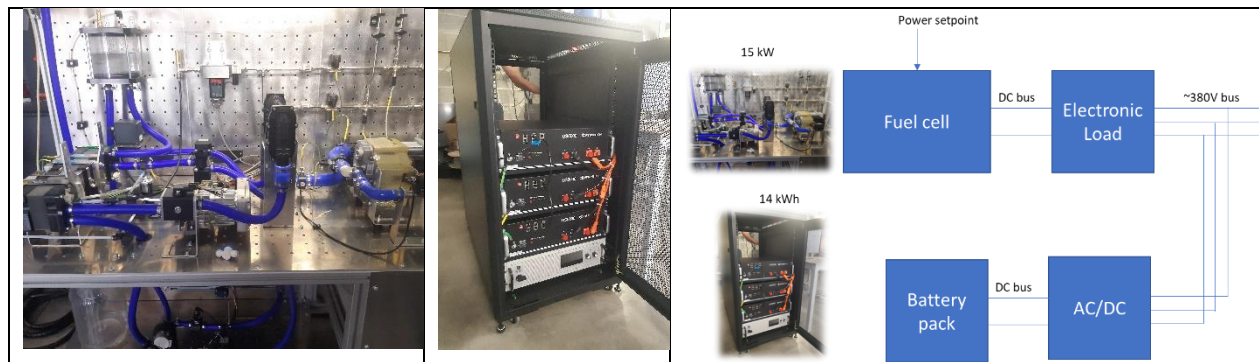 Power setpoint
15 kW
Fuel cell
DC bus
Electronic
Load
~380V bus
14 kWh
Battery
pack
DC bus
AC/DC